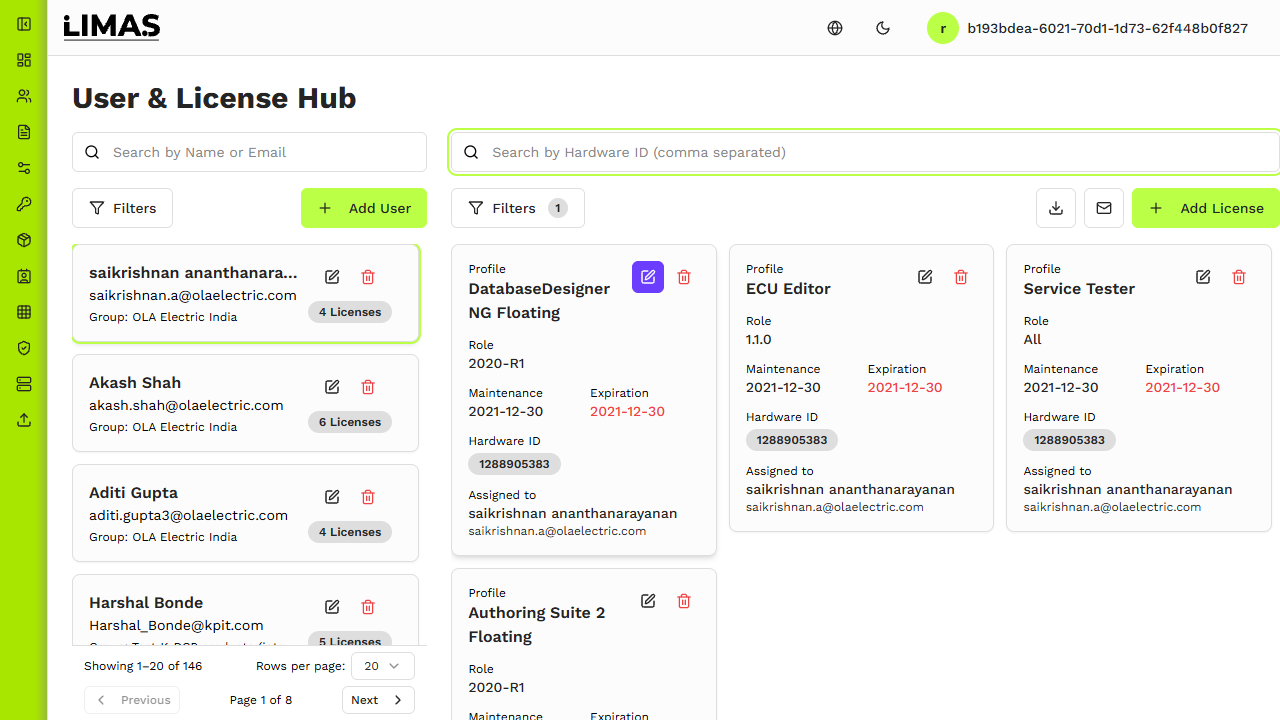 LIMAS
r
b193bdea-6021-70d1-1d73-62f448b0f827
User & License Hub
Search by Name or Email
Search by Hardware ID (comma separated)
Filters
Add User
Filters
1
Add License
saikrishnan ananthanara...
saikrishnan.a@olaelectric.com
Group: OLA Electric India
4 Licenses
Akash Shah
akash.shah@olaelectric.com
Group: OLA Electric India
6 Licenses
Aditi Gupta
aditi.gupta3@olaelectric.com
Group: OLA Electric India
4 Licenses
Harshal Bonde
Harshal_Bonde@kpit.com
5 Licenses
Showing 1–20 of 146
Rows per page:
20
Previous
Page 1 of 8
Next
Profile
DatabaseDesigner
NG Floating
Role
2020-R1
Maintenance
2021-12-30
Expiration
2021-12-30
Hardware ID
1288905383
Assigned to
saikrishnan ananthanarayanan
saikrishnan.a@olaelectric.com
Profile
ECU Editor
Role
1.1.0
Maintenance
2021-12-30
Expiration
2021-12-30
Hardware ID
1288905383
Assigned to
saikrishnan ananthanarayanan
saikrishnan.a@olaelectric.com
Profile
Service Tester
Role
All
Maintenance
2021-12-30
Expiration
2021-12-30
Hardware ID
1288905383
Assigned to
saikrishnan ananthanarayanan
saikrishnan.a@olaelectric.com
Profile
Authoring Suite 2
Floating
Role
2020-R1
Maintenance
Expiration